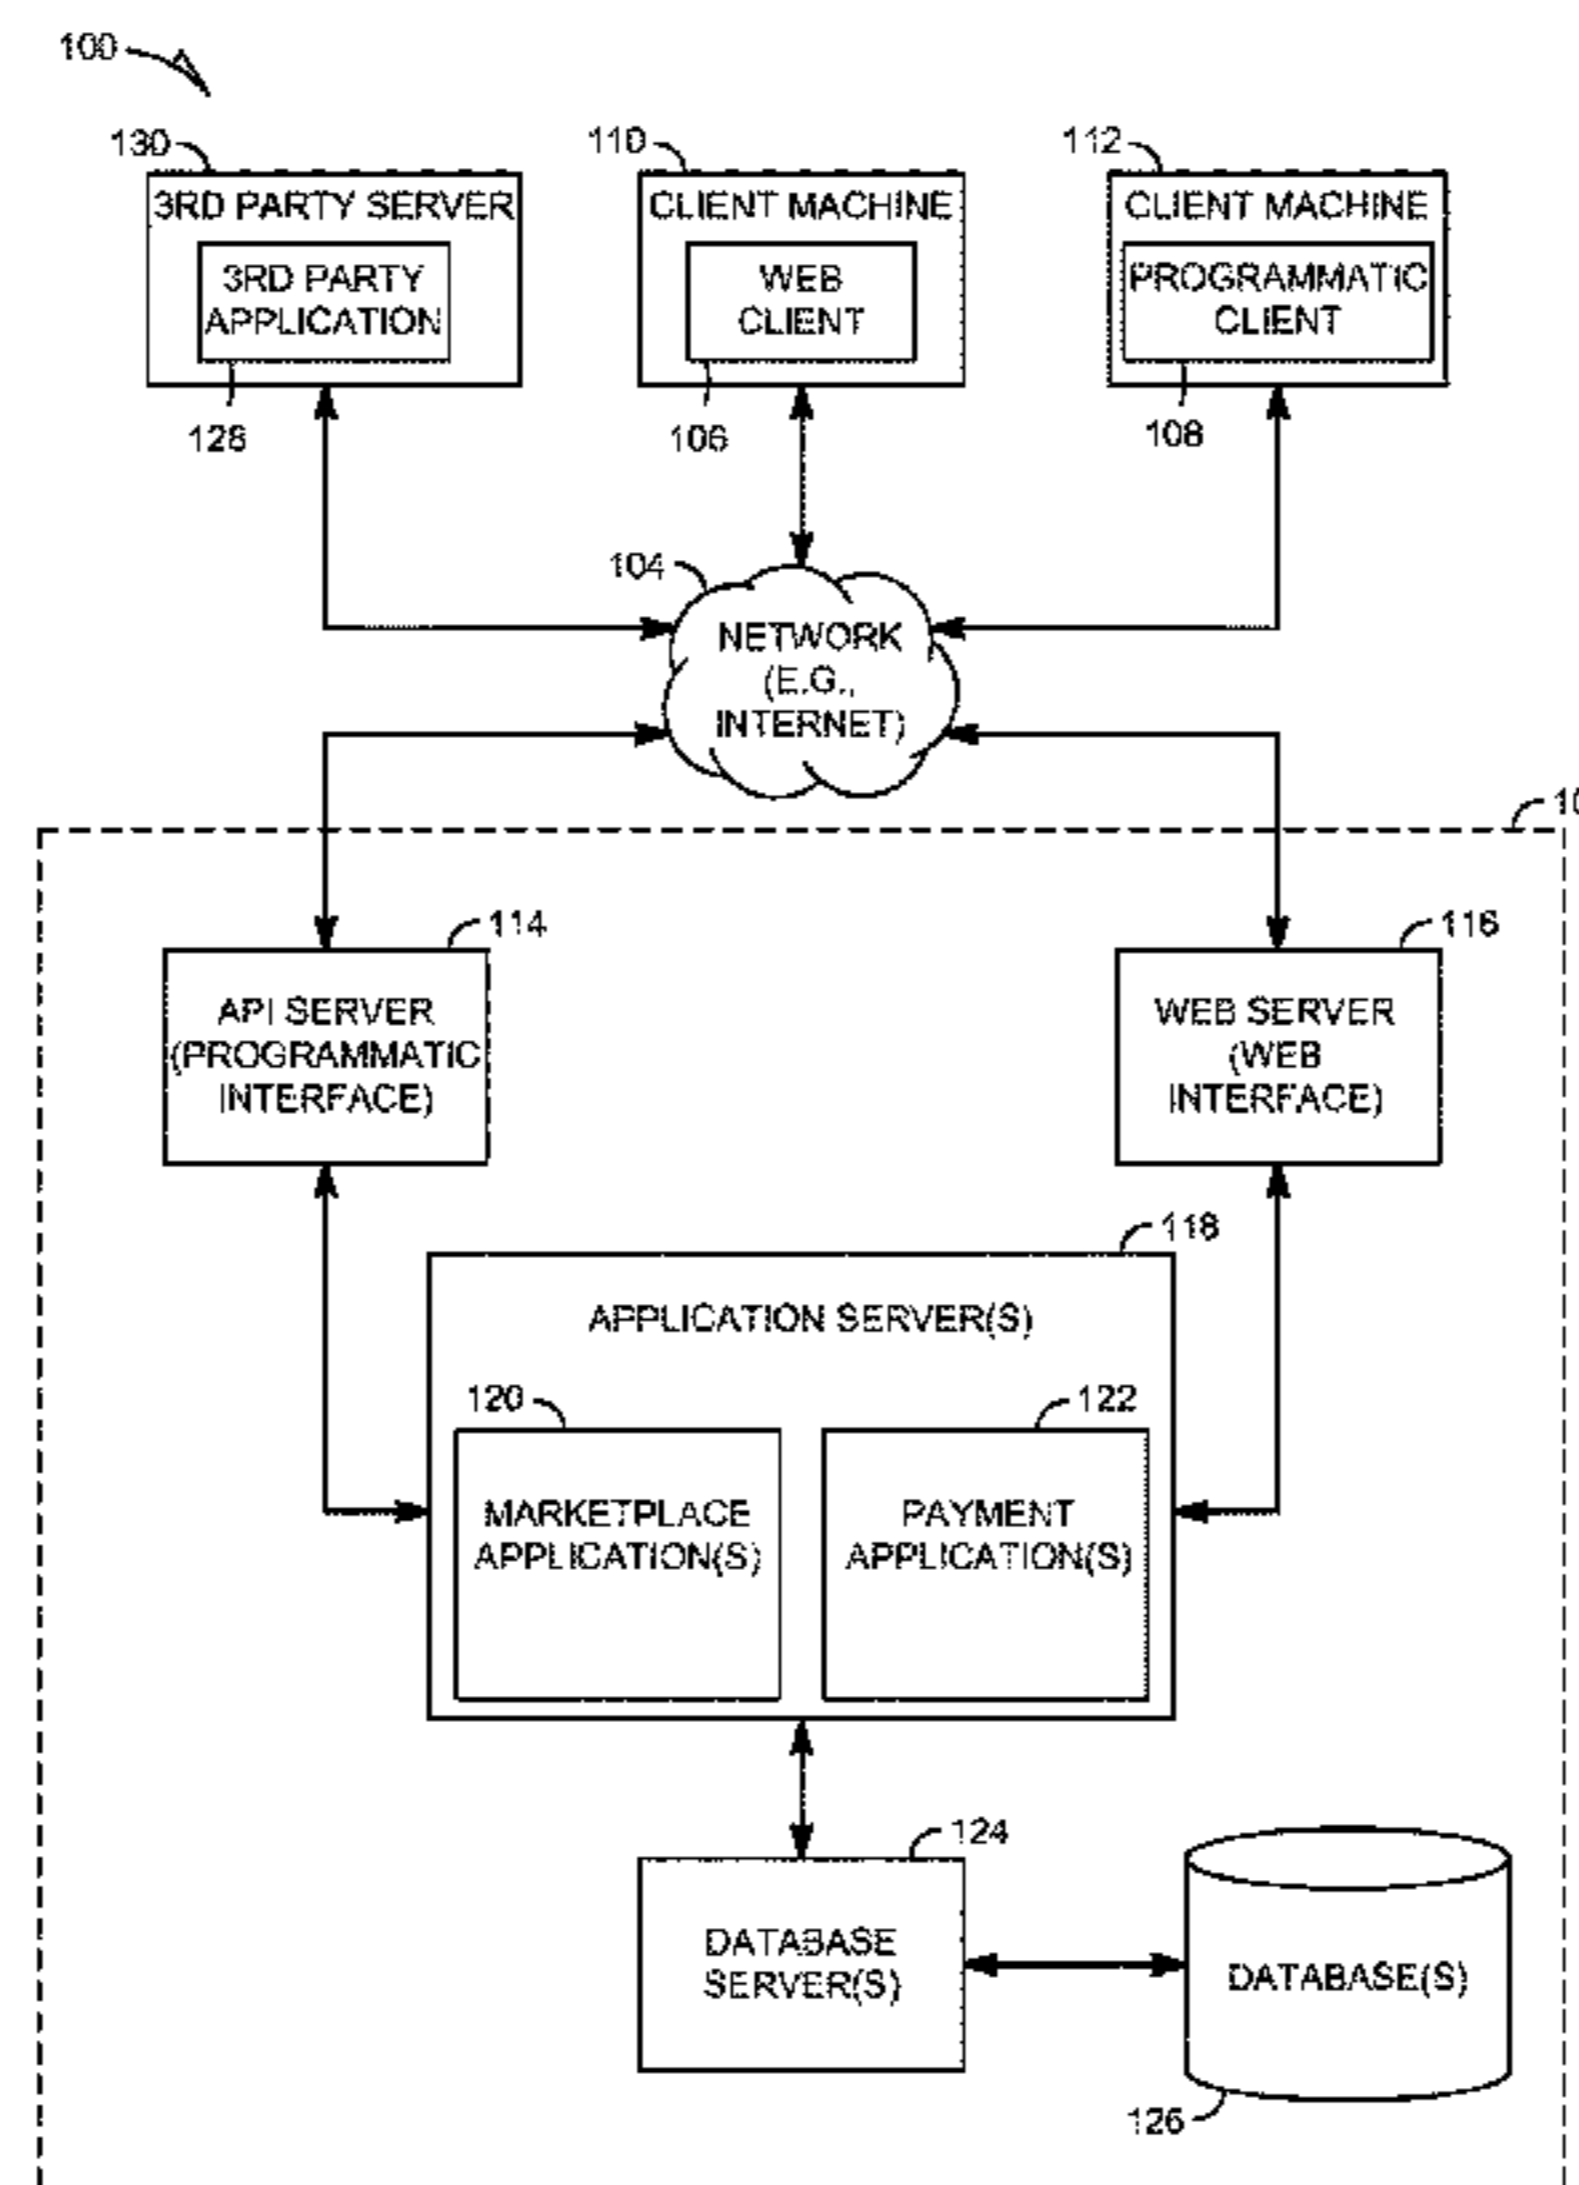 100
130
110
112
3RD PARTY SERVER
CLIENT MACHINE
CLIENT MACHINE
3RD PARTY
APPLICATION
WEB
CLIENT
PROGRAMMATIC
CLIENT
128
106
108
104
NETWORK
(E.G.,
INTERNET)
114
116
API SERVER
(PROGRAMMATIC
INTERFACE)
WEB SERVER
(WEB
INTERFACE)
118
APPLICATION SERVER(S)
120
122
MARKETPLACE
APPLICATION(S)
PAYMENT
APPLICATION(S)
124
DATABASE
SERVER(S)
DATABASE(S)
126